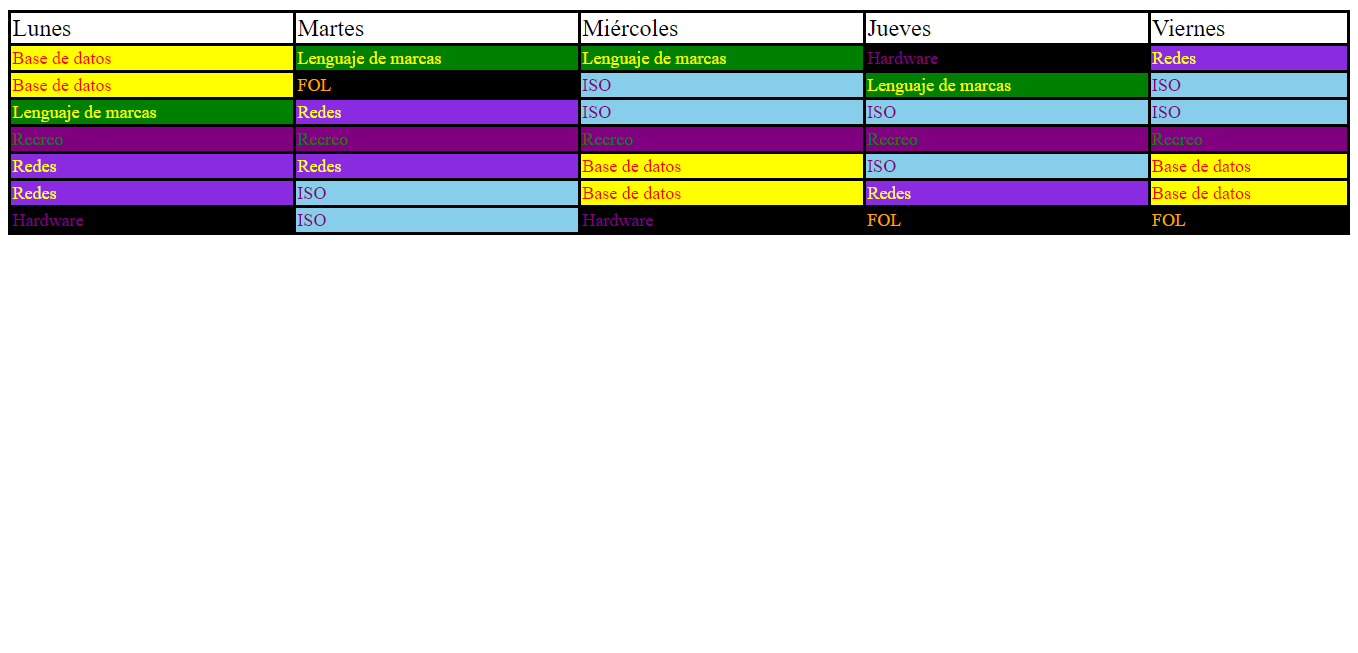 Lunes Martes Miércoles Jueves Viernes
Base de datos Lenguaje de marcas Lenguaje de marcas Hardware Redes
Base de datos FOL ISO Lenguaje de marcas ISO
Lenguaje de marcas Redes ISO ISO ISO
Recreo Recreo Recreo Recreo Recreo
Redes Redes Base de datos ISO Base de datos
Redes ISO Base de datos Redes Base de datos
Hardware ISO Hardware FOL FOL